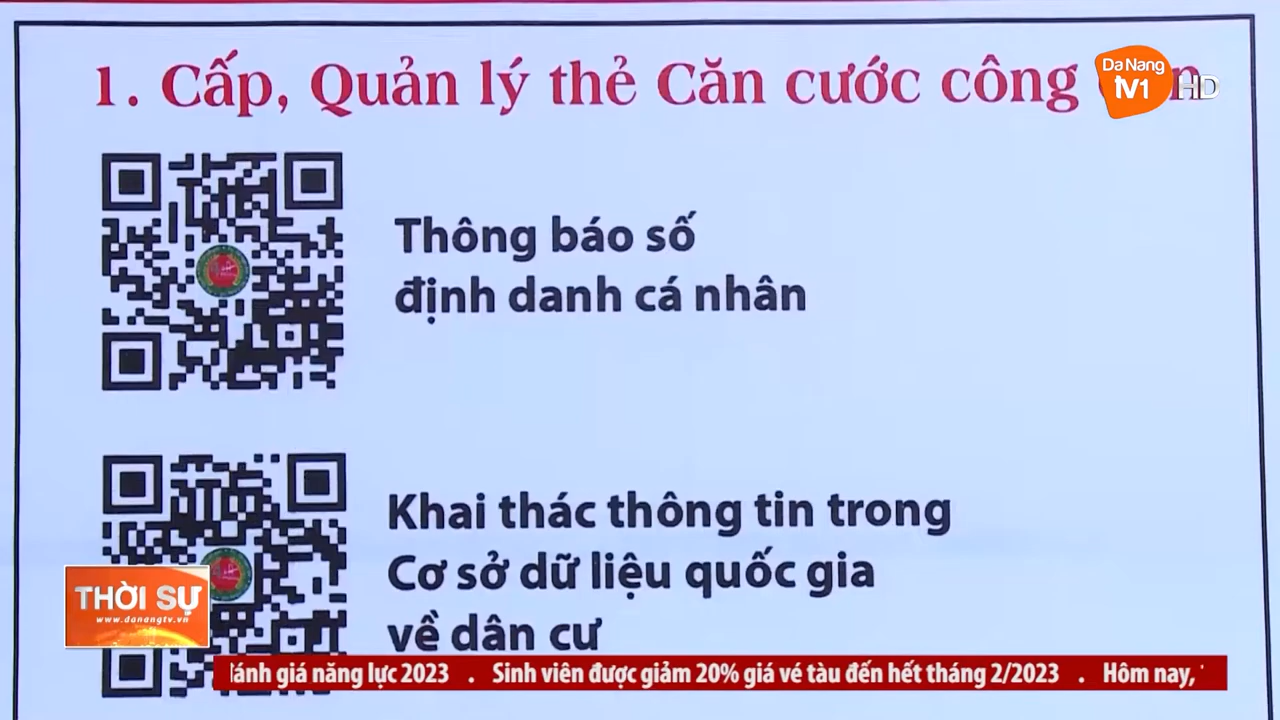 1. Cấp, Quản lý thẻ Căn cước công
Da Nang
tv1
HD
Thông báo số
định danh cá nhân
Khai thác thông tin trong
Cơ sở dữ liệu quốc gia
về dân cư
THỜI SỰ
www.danangtv.vn
giá năng lực 2023 . Sinh viên được giảm 20% giá vé tàu đến hết tháng 2/2023 . Hôm nay,